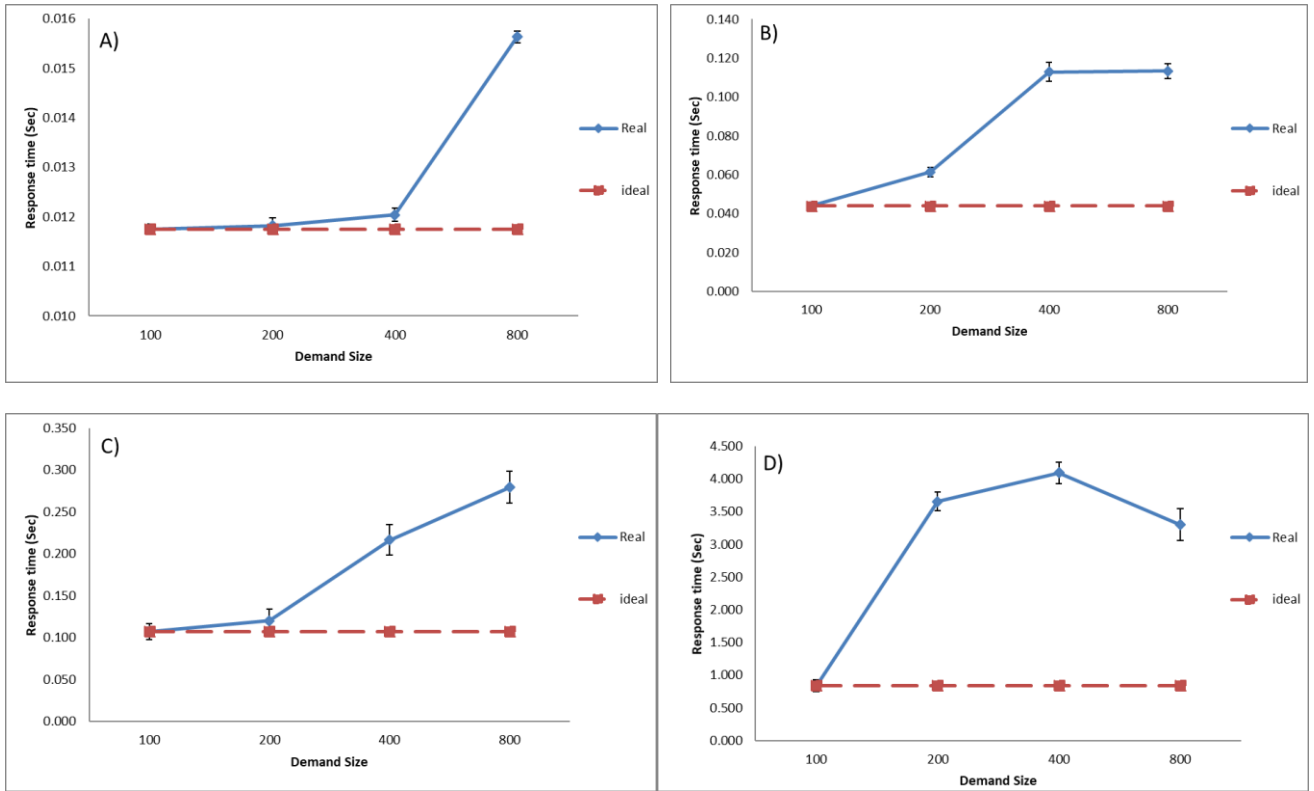 A)
0.016
0.015
0.014
0.013
0.012
0.011
0.010
Response time (Sec)
100 200 400 800
Demand Size
Real
ideal
B)
0.140
0.120
0.100
0.080
0.060
0.040
0.020
0.000
Response time (Sec)
100 200 400 800
Demand Size
Real
ideal
C)
0.350
0.300
0.250
0.200
0.150
0.100
0.050
0.000
Response time (Sec)
100 200 400 800
Demand Size
Real
ideal
D)
4.500
4.000
3.500
3.000
2.500
2.000
1.500
1.000
0.500
0.000
Response time (Sec)
100 200 400 800
Demand Size
Real
ideal